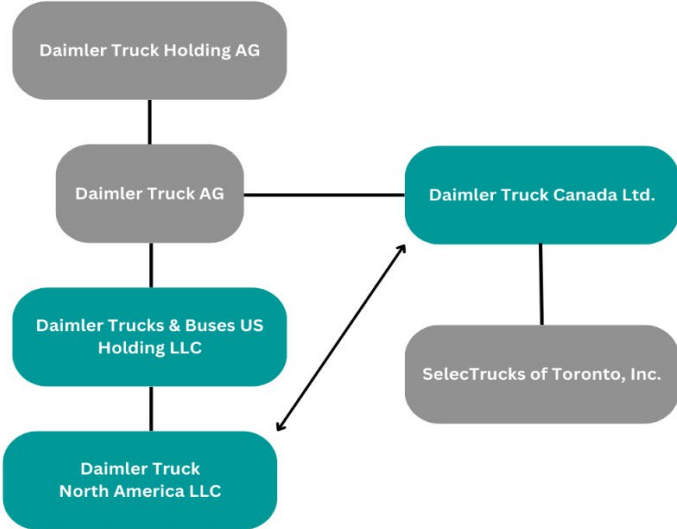 Daimler Truck Holding AG
Daimler Truck AG
Daimler Truck Canada Ltd.
Daimler Trucks & Buses US
Holding LLC
SelecTrucks of Toronto, Inc.
Daimler Truck
North America LLC